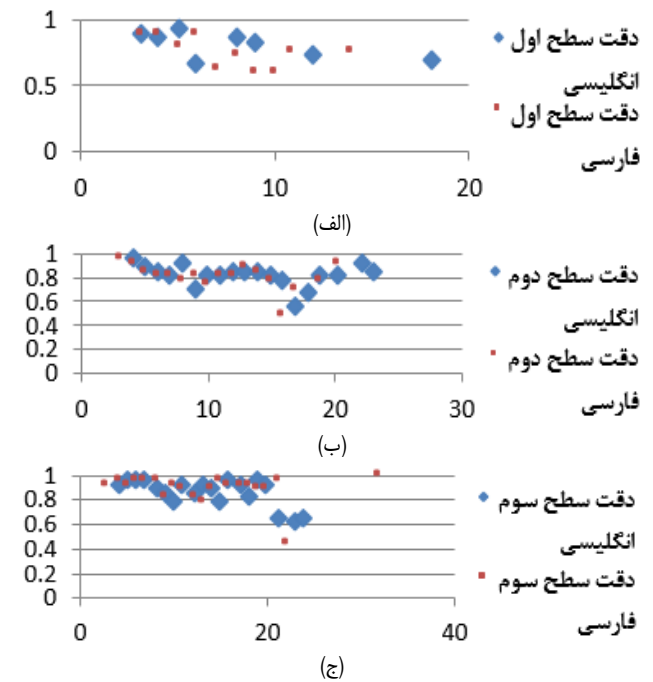 1
0.5
0
0
10
20
دقت سطح اول
انگلیسی
دقت سطح اول
فارسی
(الف)
1
0.8
0.6
0.4
0.2
0
0
10
20
30
دقت سطح دوم
انگلیسی
دقت سطح دوم
فارسی
(ب)
1
0.8
0.6
0.4
0.2
0
0
20
40
دقت سطح سوم
انگلیسی
دقت سطح سوم
فارسی
(ج)